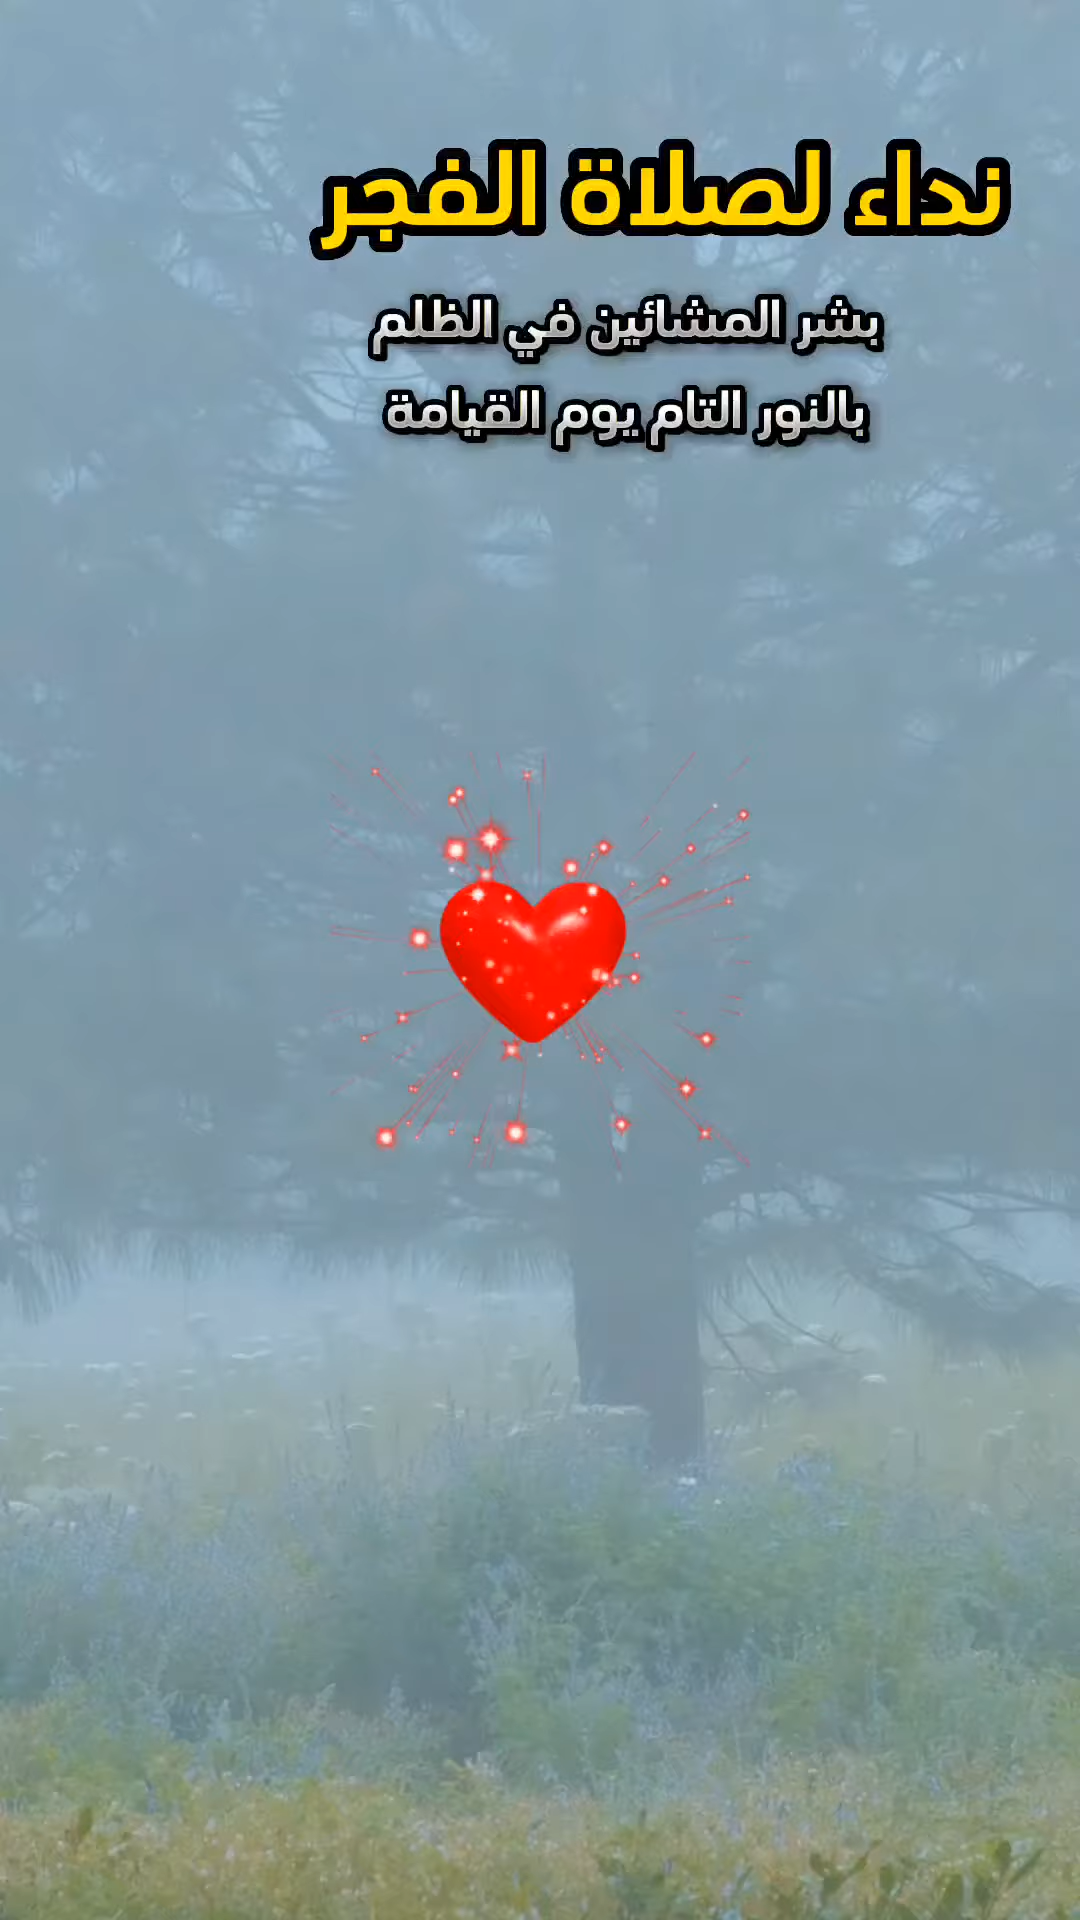 نداء لصلاة الفجر
بشر المشائين في الظلم
بالنور التام يوم القيامة